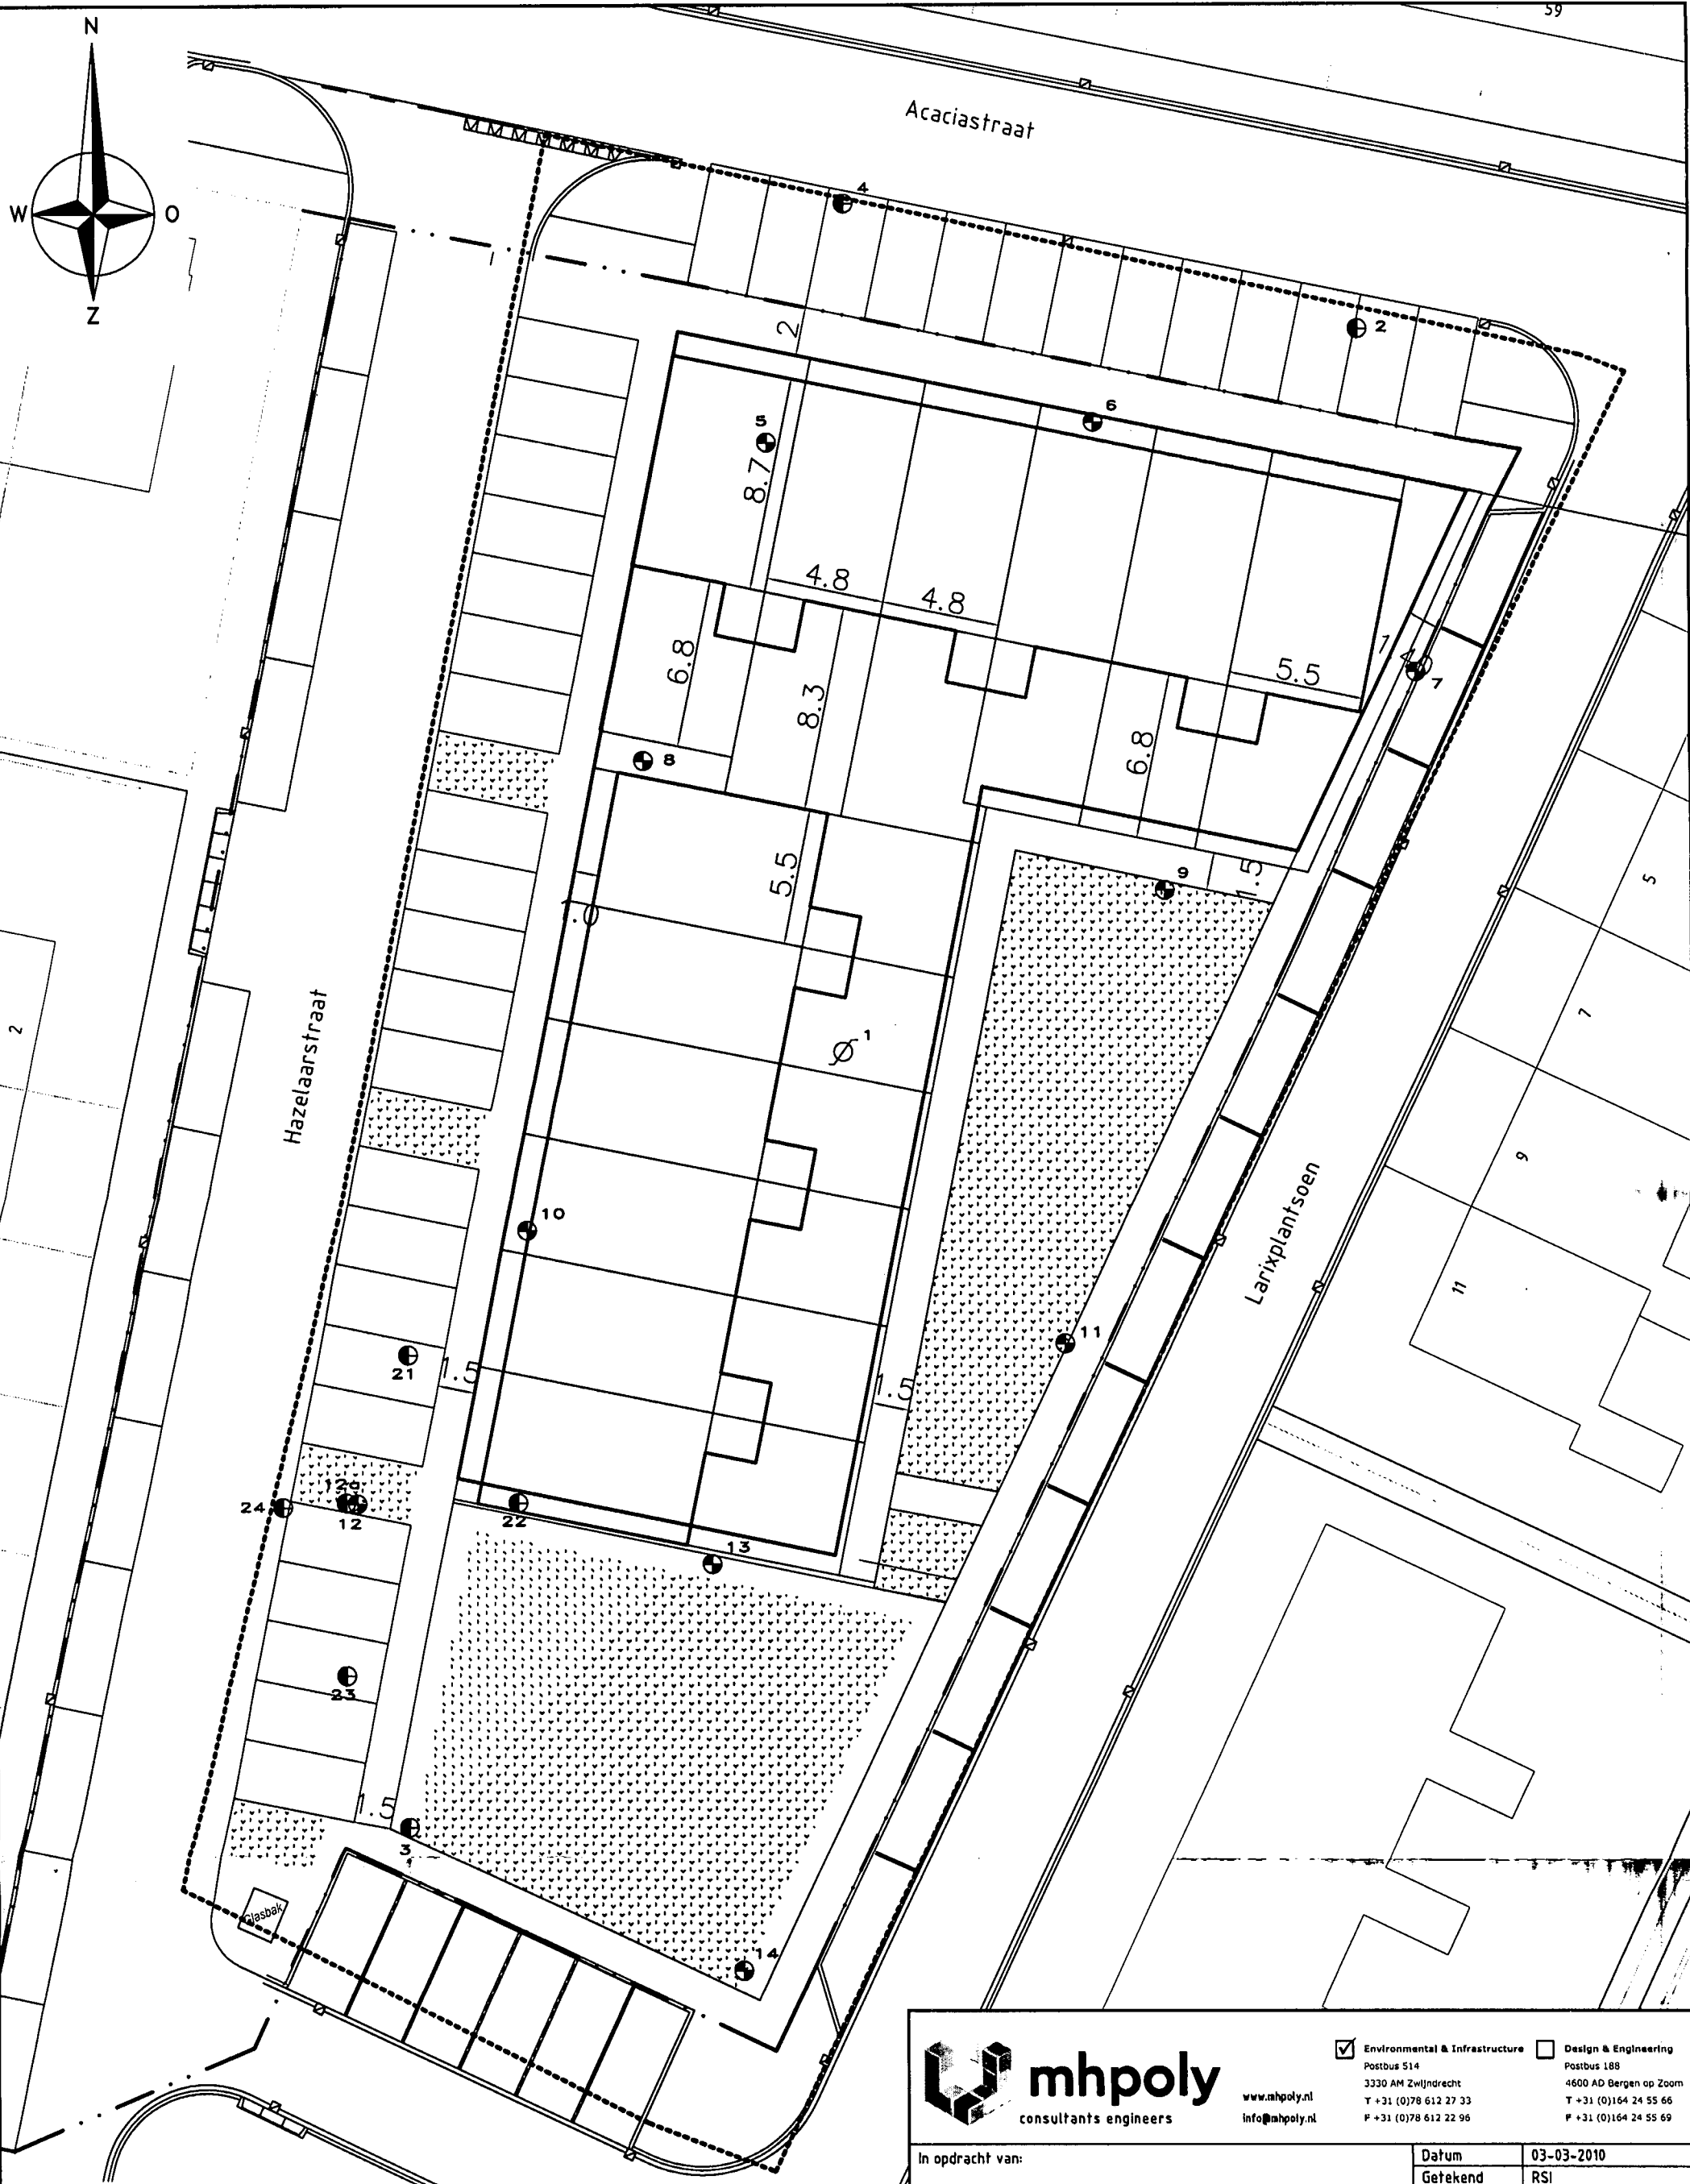 59
N
Acaciastraat
W
O
Z
4
2
2
6
5
8.7
4.8
4.8
5.5
1.0
7
6.8
8.3
6.8
8
5.5
9
1.5
5
1.0
7
1
2
Hazelaarstraat
9
Larixplantsoen
10
11
11
21
1.5
1.5
12a
24
12
22
13
23
1.5
3
Glasbak
14
mhpoly
consultants engineers
www.mhpoly.nl
info@mhpoly.nl
Environmental & Infrastructure
Postbus 514
3330 AM Zwijndrecht
T +31 (0)78 612 27 33
F +31 (0)78 612 22 96
Design & Engineering
Postbus 188
4600 AD Bergen op Zoom
T +31 (0)164 24 55 66
F +31 (0)164 24 55 69
In opdracht van:
Datum 03-03-2010
Getekend RSI